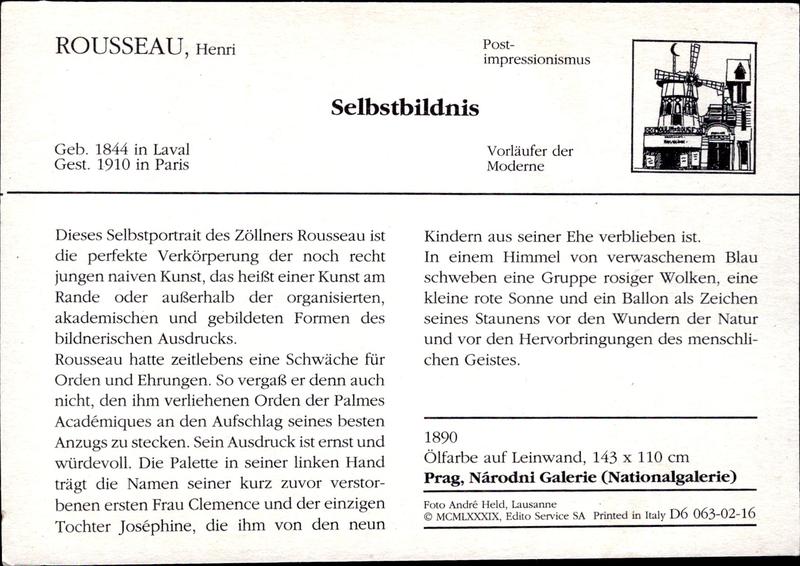 ROUSSEAU, Henri
Post-
impressionismus
Selbstbildnis
Geb. 1844 in Laval
Gest. 1910 in Paris
Vorläufer der
Moderne
Dieses Selbstportrait des Zöllners Rousseau ist
die perfekte Verkörperung der noch recht
jungen naiven Kunst, das heißt einer Kunst am
Rande oder außerhalb der organisierten,
akademischen und gebildeten Formen des
bildnerischen Ausdrucks.
Rousseau hatte zeitlebens eine Schwäche für
Orden und Ehrungen. So vergaß er denn auch
nicht, den ihm verliehenen Orden der Palmes
Académiques an den Aufschlag seines besten
Anzugs zu stecken. Sein Ausdruck ist ernst und
würdevoll. Die Palette in seiner linken Hand
trägt die Namen seiner kurz zuvor verstor-
benen ersten Frau Clemence und der einzigen
Tochter Joséphine, die ihm von den neun
Kindern aus seiner Ehe verblieben ist.
In einem Himmel von verwaschenem Blau
schweben eine Gruppe rosiger Wolken, eine
kleine rote Sonne und ein Ballon als Zeichen
seines Staunens vor den Wundern der Natur
und vor den Hervorbringungen des menschli-
chen Geistes.
1890
Ölfarbe auf Leinwand, 143 x 110 cm
Prag, Národni Galerie (Nationalgalerie)
Foto André Held, Lausanne
© MCMLXXXIX, Edito Service SA Printed in Italy D6 063-02-16